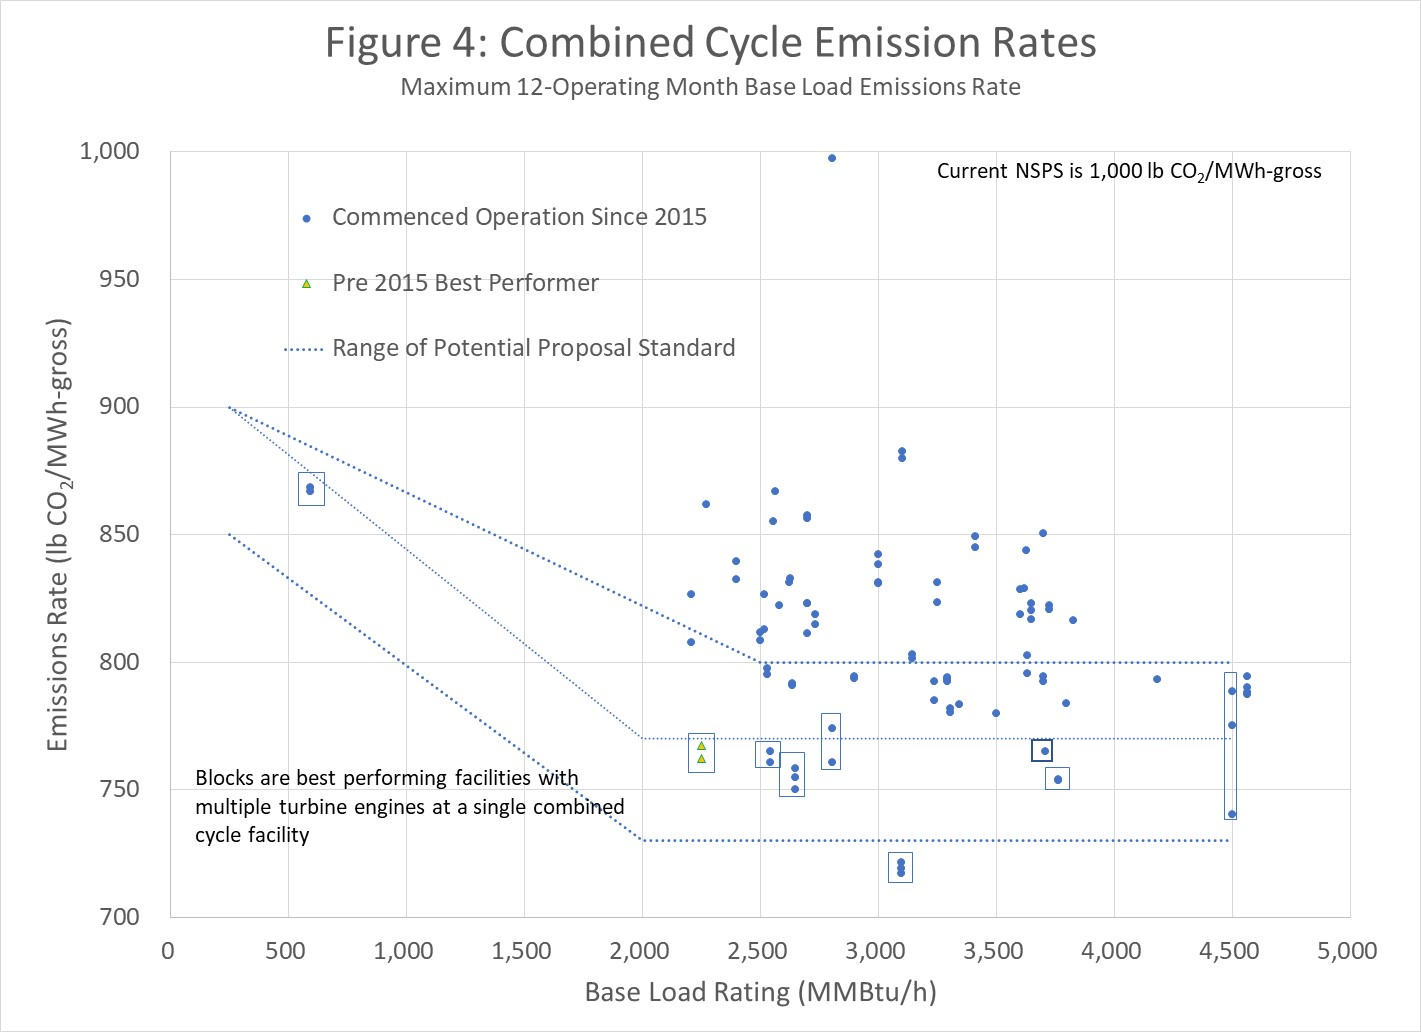 Figure 4: Combined Cycle Emission Rates
Maximum 12-Operating Month Base Load Emissions Rate
Current NSPS is 1,000 lb CO₂/MWh-gross
Commenced Operation Since 2015
Pre 2015 Best Performer
Range of Potential Proposal Standard
Emissions Rate (lb CO₂/MWh-gross)
1,000
950
900
850
800
750
700
Blocks are best performing facilities with
multiple turbine engines at a single combined
cycle facility
0
500
1,000
1,500
2,000
2,500
3,000
3,500
4,000
4,500
5,000
Base Load Rating (MMBtu/h)